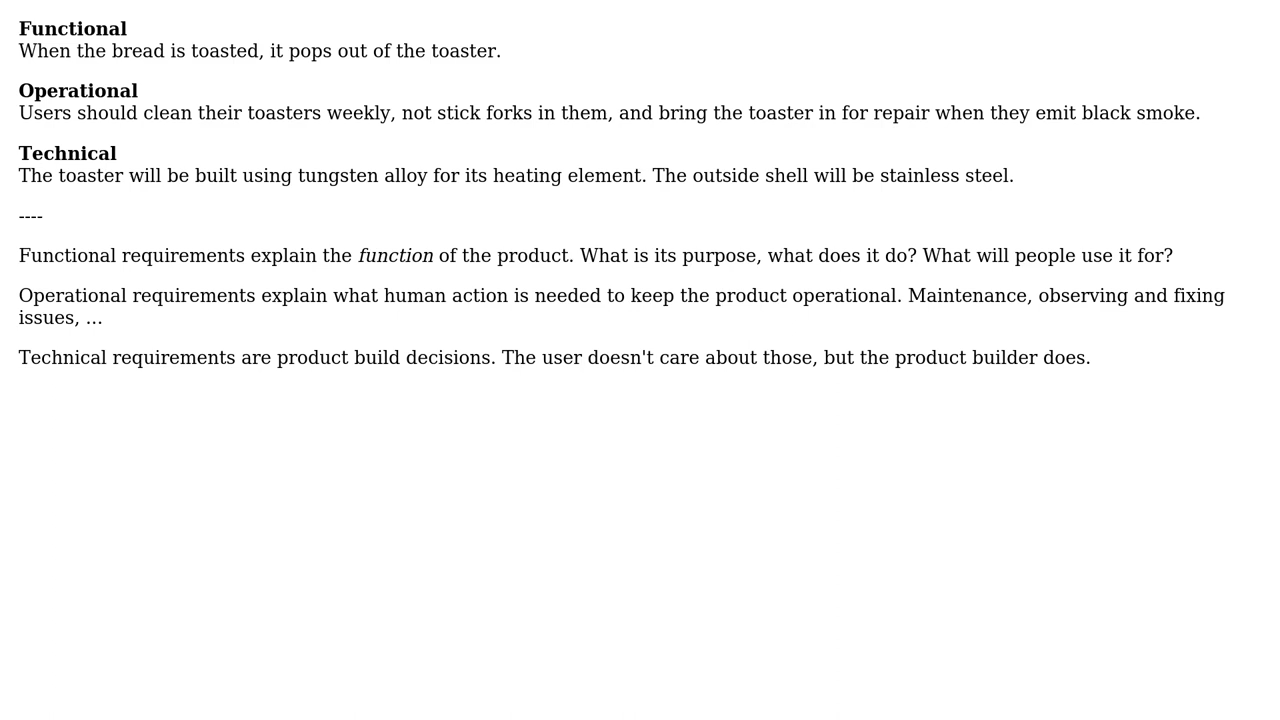 Functional
When the bread is toasted, it pops out of the toaster.
Operational
Users should clean their toasters weekly, not stick forks in them, and bring the toaster in for repair when they emit black smoke.
Technical
The toaster will be built using tungsten alloy for its heating element. The outside shell will be stainless steel.
----
Functional requirements explain the function of the product. What is its purpose, what does it do? What will people use it for?
Operational requirements explain what human action is needed to keep the product operational. Maintenance, observing and fixing
issues, ...
Technical requirements are product build decisions. The user doesn't care about those, but the product builder does.